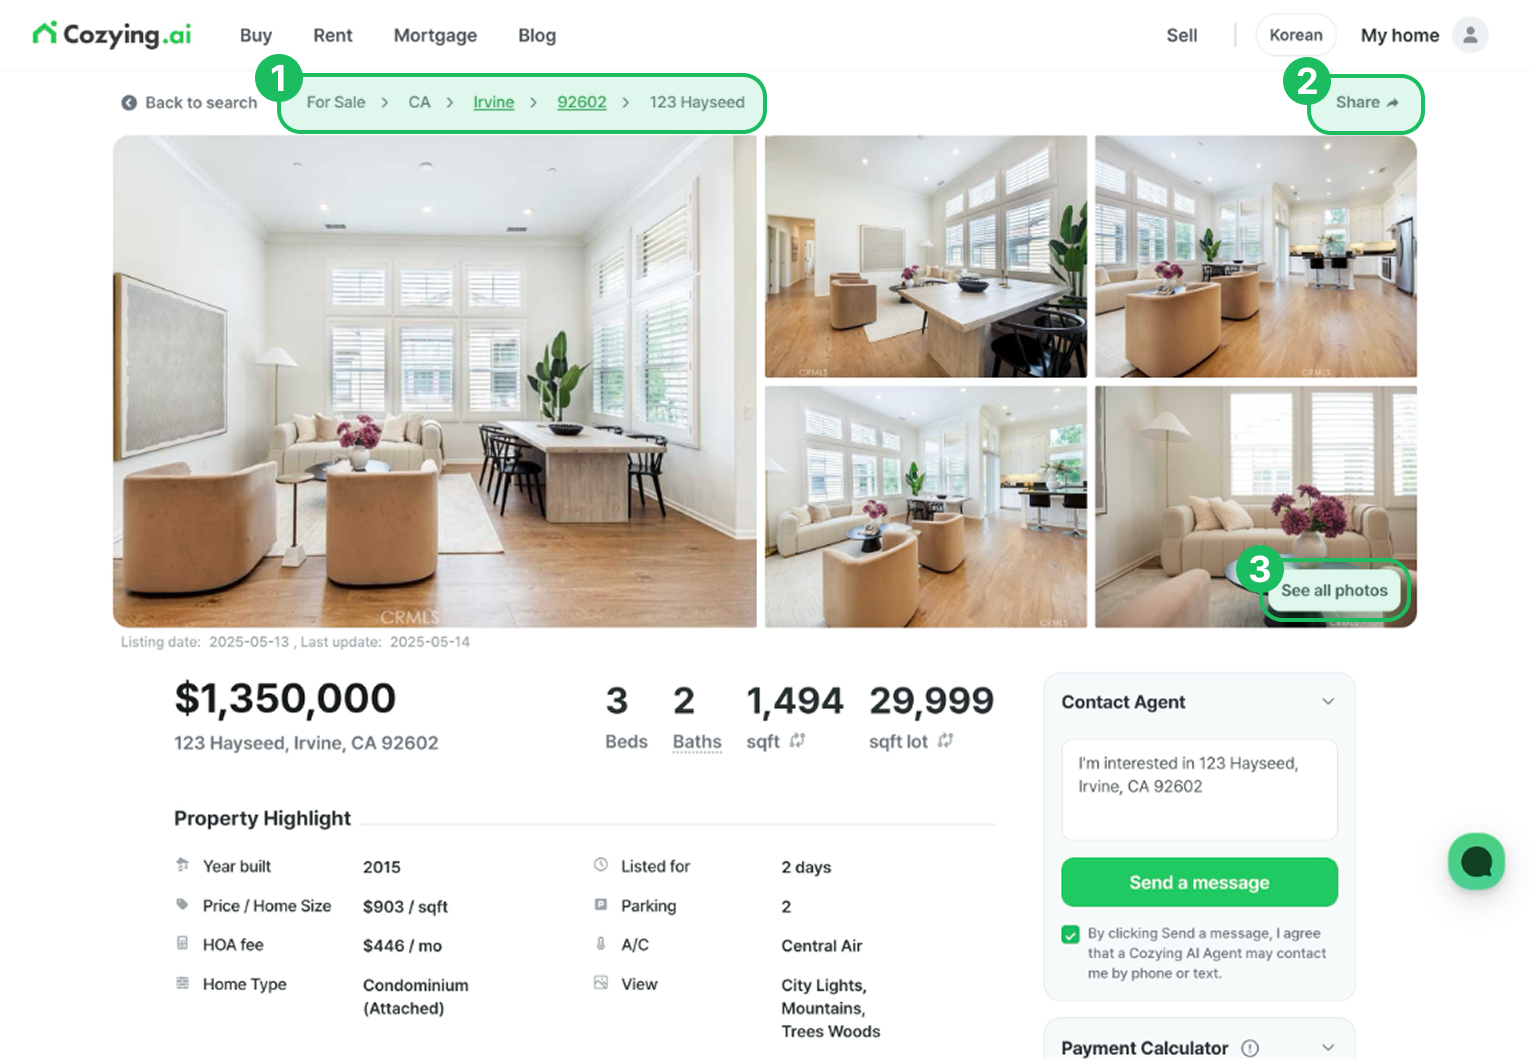 Cozying.ai
Buy
Rent
Mortgage
Blog
Sell
Korean
My home
1
2
Back to search
For Sale > CA > Irvine > 92602 > 123 Hayseed
Share
CRMLS
CRMLS
CRMLS
CRMLS
CRMLS
3
See all photos
Listing date: 2025-05-13 , Last update: 2025-05-14
$1,350,000
123 Hayseed, Irvine, CA 92602
3
Beds
2
Baths
1,494
sqft
29,999
sqft lot
Property Highlight
Year built
2015
Listed for
2 days
Price / Home Size
$903 / sqft
Parking
2
HOA fee
$446 / mo
A/C
Central Air
Home Type
Condominium
(Attached)
View
City Lights,
Mountains,
Trees Woods
Contact Agent
I'm interested in 123 Hayseed,
Irvine, CA 92602
Send a message
By clicking Send a message, I agree
that a Cozying AI Agent may contact
me by phone or text.
Payment Calculator